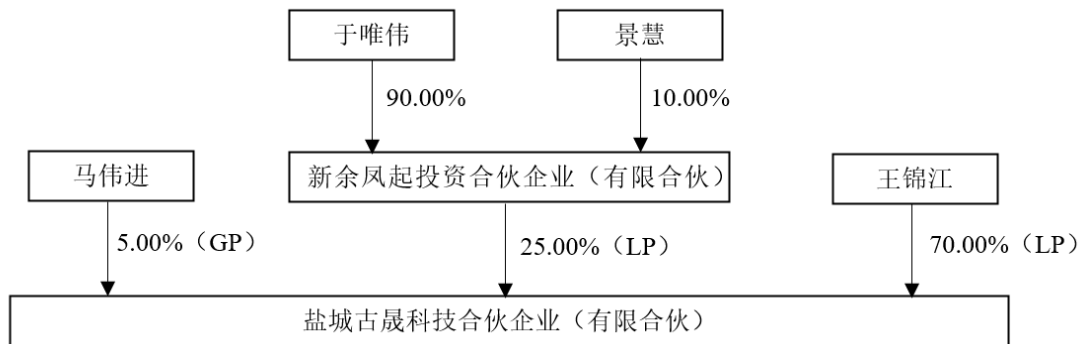 于唯伟
景慧
90.00%
10.00%
马伟进
新余凤起投资合伙企业（有限合伙）
王锦江
5.00%（GP）
25.00%（LP）
70.00%（LP）
盐城古晟科技合伙企业（有限合伙）